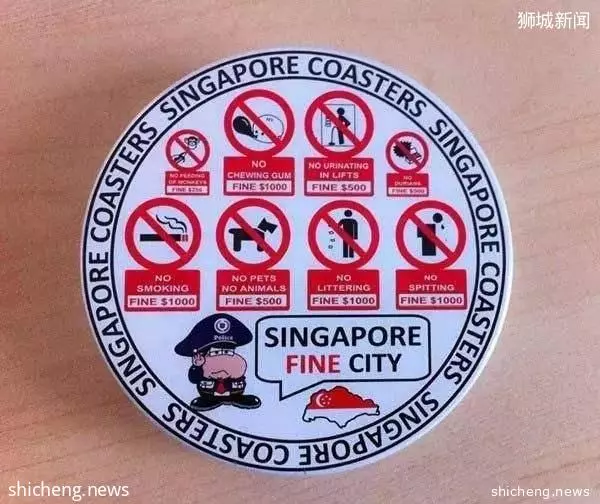 狮城新闻
SINGAPORE COASTERS SINGAPORE COASTERS SINGAPORE COASTERS SINGAPORE COASTERS
NO FEEDING
OF MONKEYS
FINE $250
NO
CHEWING GUM
FINE $1000
NO URINATING
IN LIFTS
FINE $500
NO
DURIANS
FINE $500
NO
SMOKING
FINE $1000
NO PETS
NO ANIMALS
FINE $500
NO
LITTERING
FINE $1000
NO
SPITTING
FINE $1000
Police
SINGAPORE
FINE CITY
shicheng.news
shicheng.news